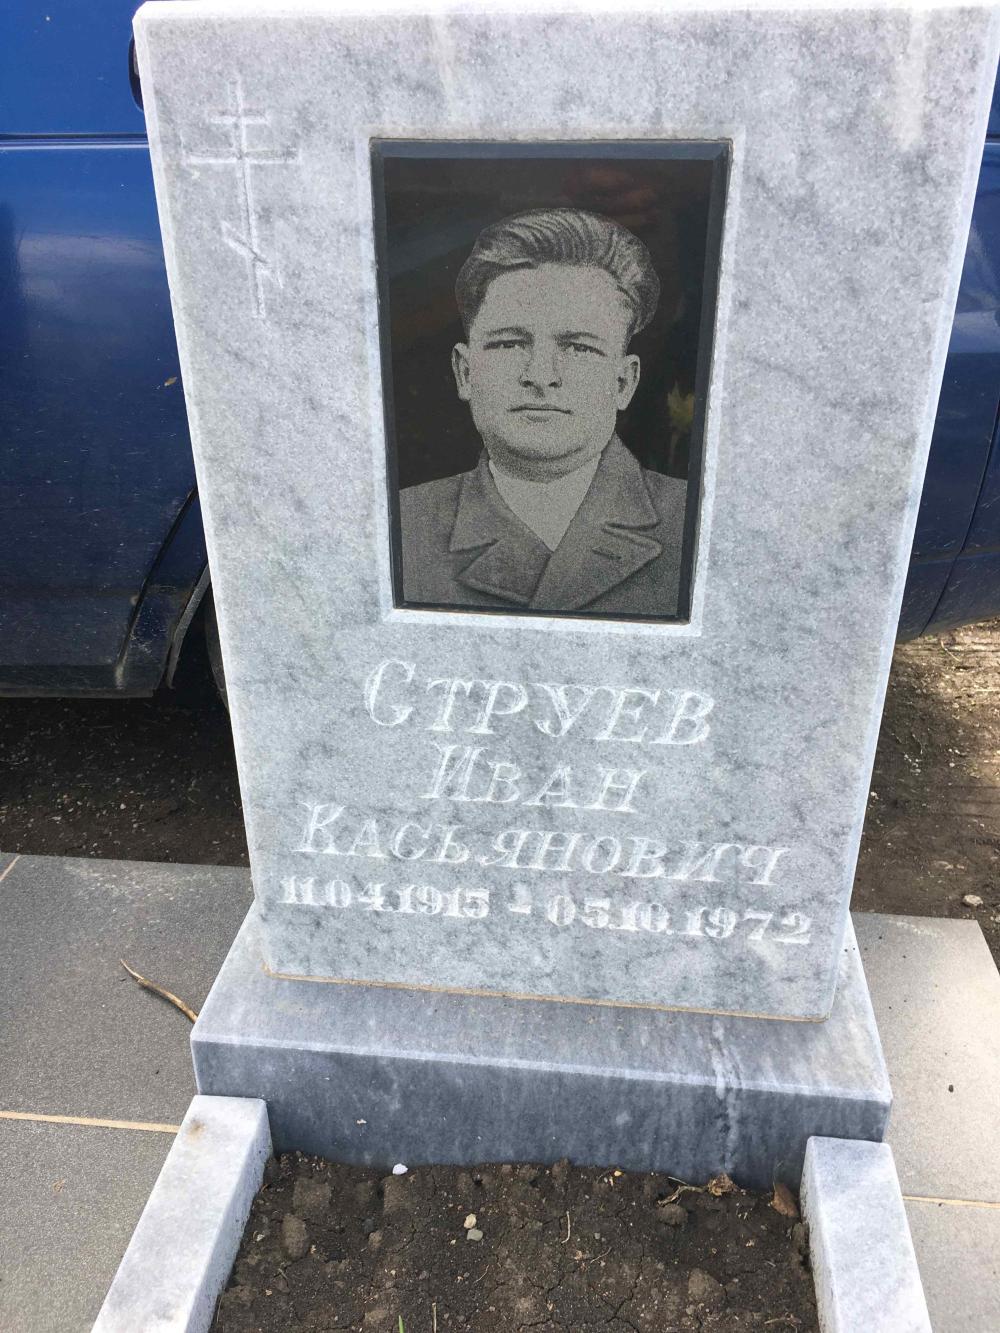 Струев
Иван
Касьянович
11.04.1915 - 05.10.1972